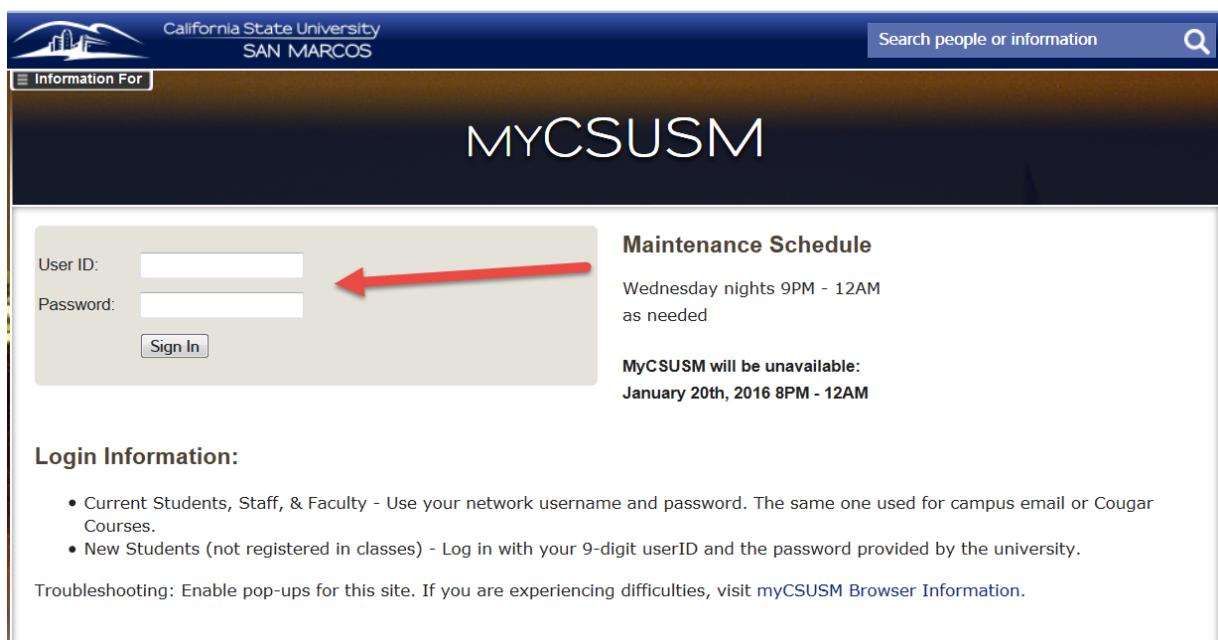 California State University
SAN MARCOS
Search people or information
Information For
MYCSUSM
User ID:
Password:
Sign In
Maintenance Schedule
Wednesday nights 9PM - 12AM
as needed
MyCSUSM will be unavailable:
January 20th, 2016 8PM - 12AM
Login Information:
• Current Students, Staff, & Faculty - Use your network username and password. The same one used for campus email or Cougar
Courses.
• New Students (not registered in classes) - Log in with your 9-digit userID and the password provided by the university.
Troubleshooting: Enable pop-ups for this site. If you are experiencing difficulties, visit myCSUSM Browser Information.